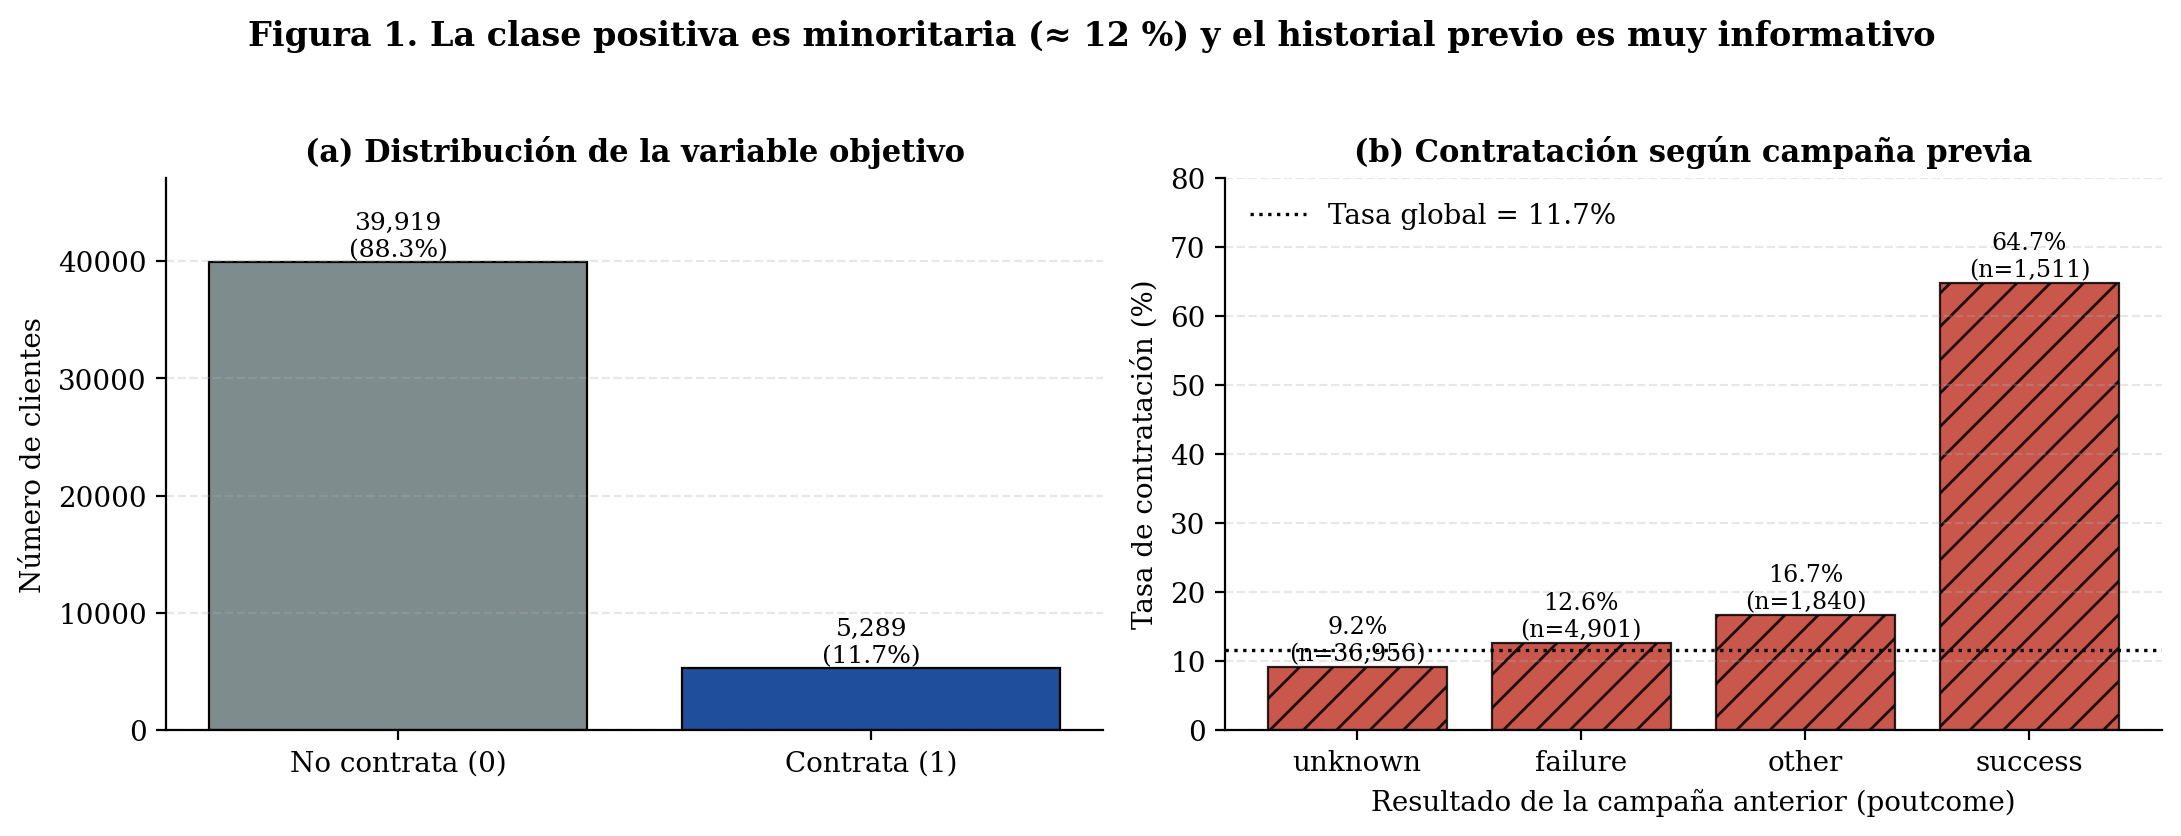 Figura 1. La clase positiva es minoritaria (≈ 12 %) y el historial previo es muy informativo
(a) Distribución de la variable objetivo
Número de clientes
40000
30000
20000
10000
0
39,919
(88.3%)
5,289
(11.7%)
No contrata (0)
Contrata (1)
(b) Contratación según campaña previa
Tasa de contratación (%)
80
70
60
50
40
30
20
10
0
Tasa global = 11.7%
9.2%
(n=36,956)
12.6%
(n=4,901)
16.7%
(n=1,840)
64.7%
(n=1,511)
unknown
failure
other
success
Resultado de la campaña anterior (poutcome)